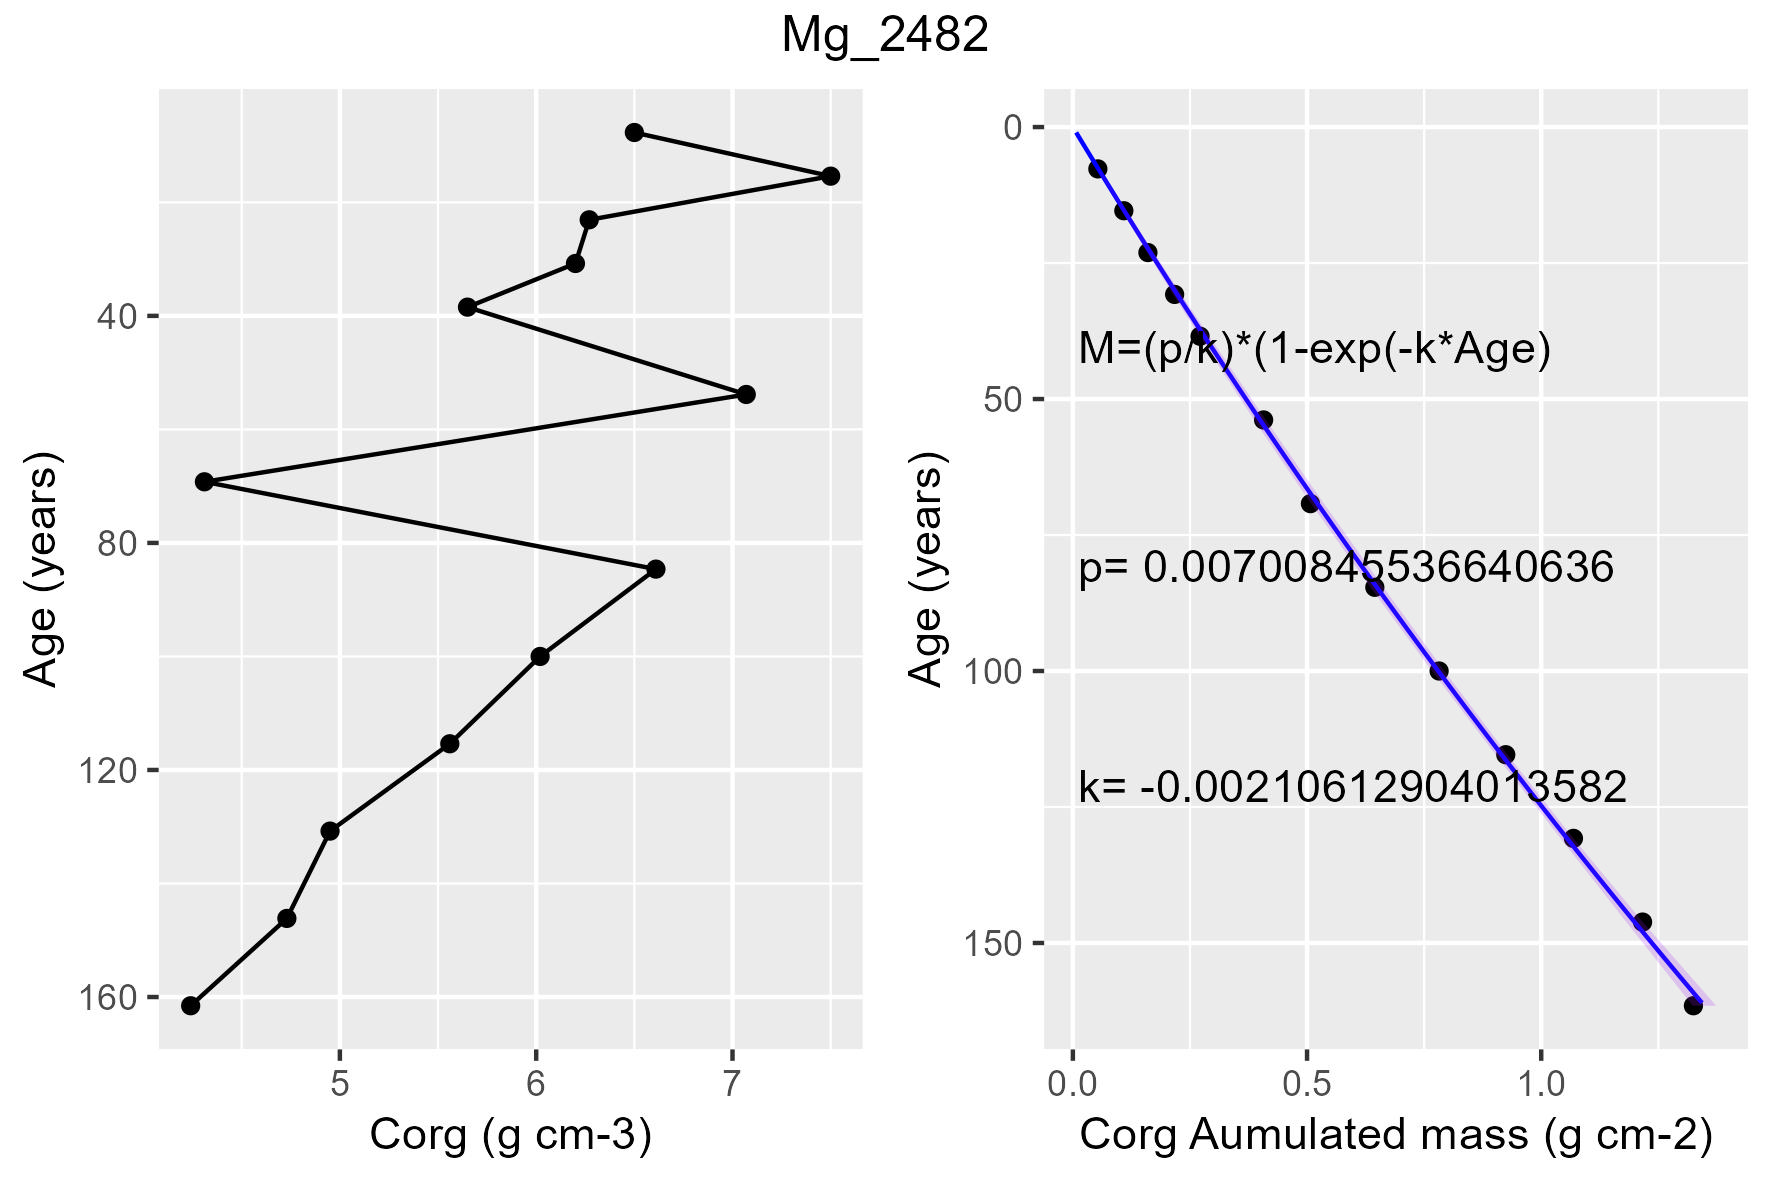 Mg_2482
Age (years)
40
80
120
160
5
6
7
Corg (g cm-3)
Age (years)
0
50
100
150
M=(p/k)*(1-exp(-k*Age)
p= 0.00700845536640636
k= -0.00210612904013582
0.0
0.5
1.0
Corg Aumulated mass (g cm-2)